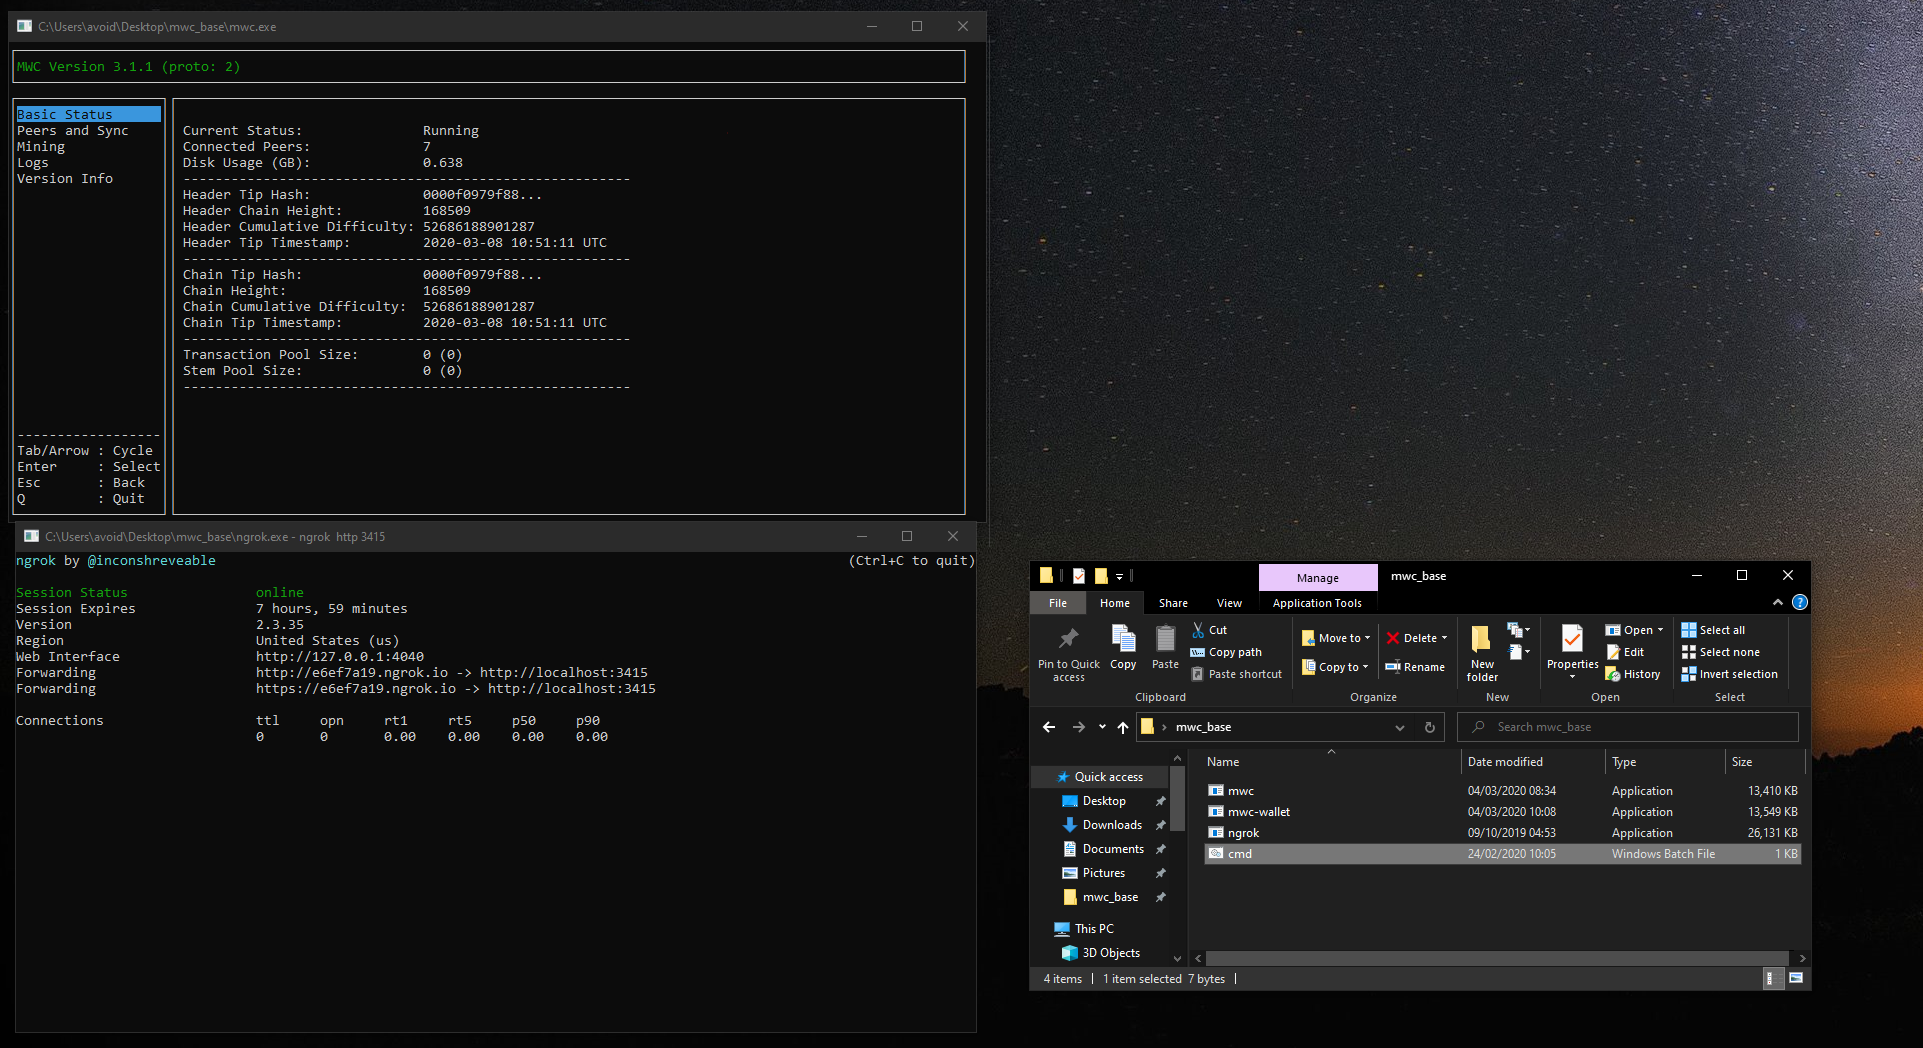 C:\Users\avoid\Desktop\mwc_base\mwc.exe
MWC Version 3.1.1 (proto: 2)
Basic Status
Peers and Sync
Mining
Logs
Version Info
------------------
Tab/Arrow : Cycle
Enter : Select
Esc : Back
Q : Quit
Current Status: Running
Connected Peers: 7
Disk Usage (GB): 0.638
--------------------------------------------------------
Header Tip Hash: 0000f0979f88...
Header Chain Height: 168509
Header Cumulative Difficulty: 52686188901287
Header Tip Timestamp: 2020-03-08 10:51:11 UTC
--------------------------------------------------------
Chain Tip Hash: 0000f0979f88...
Chain Height: 168509
Chain Cumulative Difficulty: 52686188901287
Chain Tip Timestamp: 2020-03-08 10:51:11 UTC
--------------------------------------------------------
Transaction Pool Size: 0 (0)
Stem Pool Size: 0 (0)
--------------------------------------------------------
C:\Users\avoid\Desktop\mwc_base\ngrok.exe - ngrok http 3415
ngrok by @inconshreveable (Ctrl+C to quit)
Session Status online
Session Expires 7 hours, 59 minutes
Version 2.3.35
Region United States (us)
Web Interface http://127.0.0.1:4040
Forwarding http://e6ef7a19.ngrok.io -> http://localhost:3415
Forwarding https://e6ef7a19.ngrok.io -> http://localhost:3415
Connections ttl opn rt1 rt5 p50 p90
0 0 0.00 0.00 0.00 0.00
Manage mwc_base
File Home Share View Application Tools
Pin to Quick access
Copy
Paste
Cut
Copy path
Paste shortcut
Clipboard
Move to
Copy to
Delete
Rename
Organize
New folder
New
Properties
Open
Edit
History
Open
Select all
Select none
Invert selection
Select
mwc_base
Search mwc_base
Quick access
Desktop
Downloads
Documents
Pictures
mwc_base
This PC
3D Objects
Name Date modified Type Size
mwc 04/03/2020 08:34 Application 13,410 KB
mwc-wallet 04/03/2020 10:08 Application 13,549 KB
ngrok 09/10/2019 04:53 Application 26,131 KB
cmd 24/02/2020 10:05 Windows Batch File 1 KB
4 items 1 item selected 7 bytes